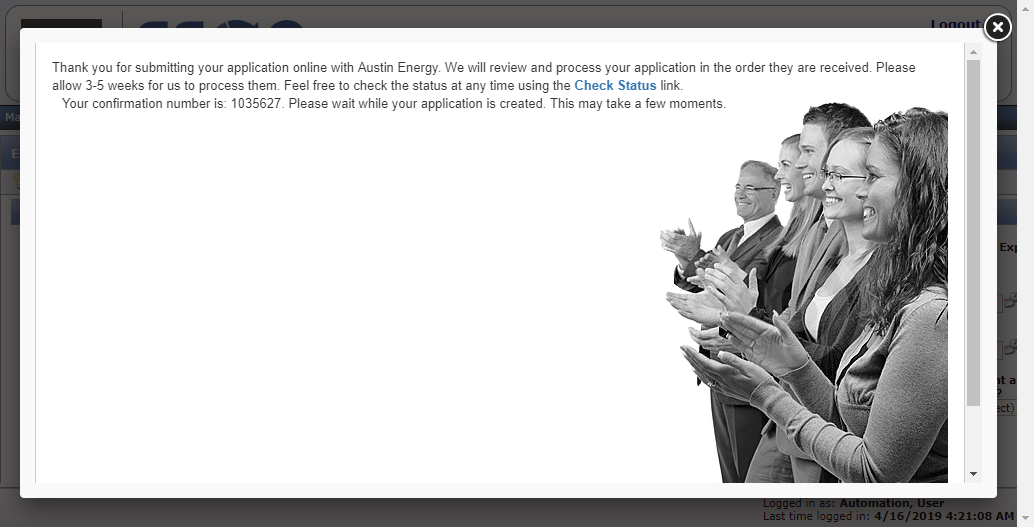 Logout
Thank you for submitting your application online with Austin Energy. We will review and process your application in the order they are received. Please
allow 3-5 weeks for us to process them. Feel free to check the status at any time using the Check Status link.
Your confirmation number is: 1035627. Please wait while your application is created. This may take a few moments.
Ma
E
Exp
nt a
?
ect)
Logged in as: Automation, User
Last time logged in: 4/16/2019 4:21:08 AM